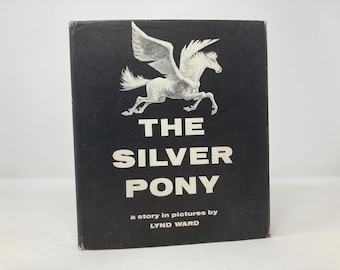 THE
SILVER
PONY
a story in pictures by
LYND WARD